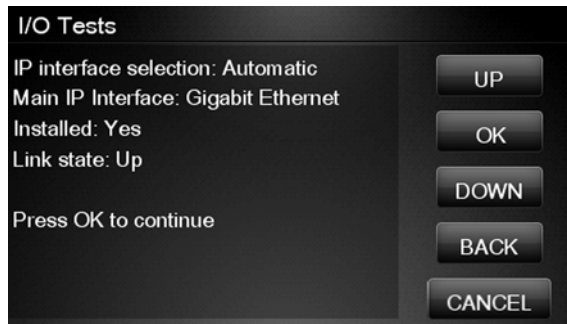 I/O Tests
IP interface selection: Automatic
Main IP Interface: Gigabit Ethernet
Installed: Yes
Link state: Up
Press OK to continue
UP
OK
DOWN
BACK
CANCEL